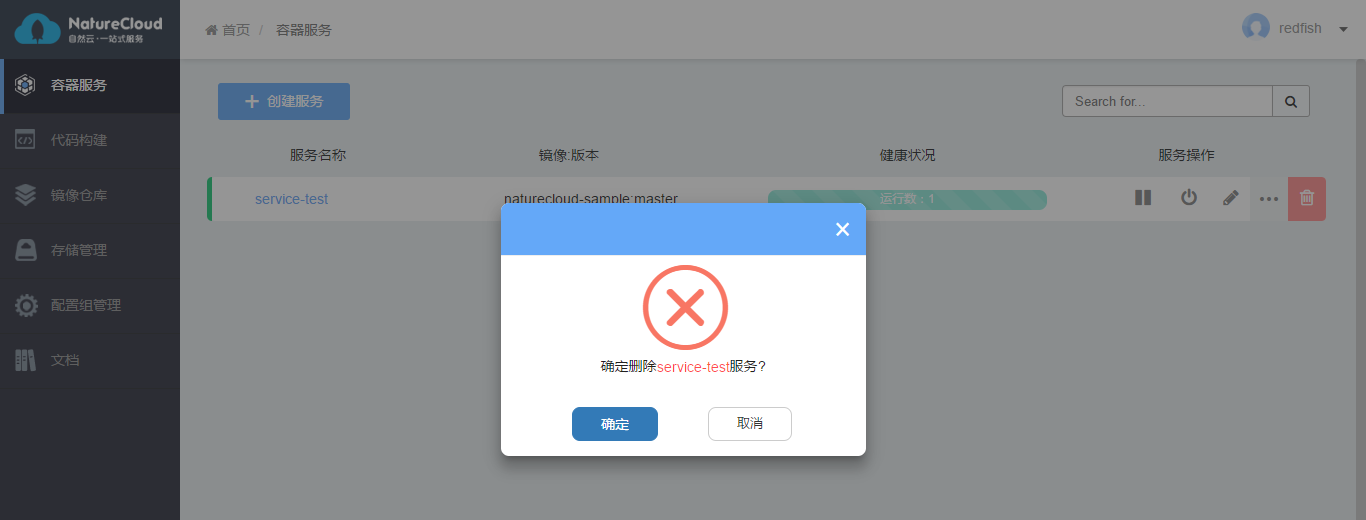 NatureCloud
自然云·一站式服务
首页 / 容器服务
redfish
容器服务
代码构建
镜像仓库
存储管理
配置组管理
文档
创建服务
Search for...
服务名称 镜像:版本 健康状况 服务操作
service-test naturecloud-sample:master 运行数：1
确定删除service-test服务?
确定 取消